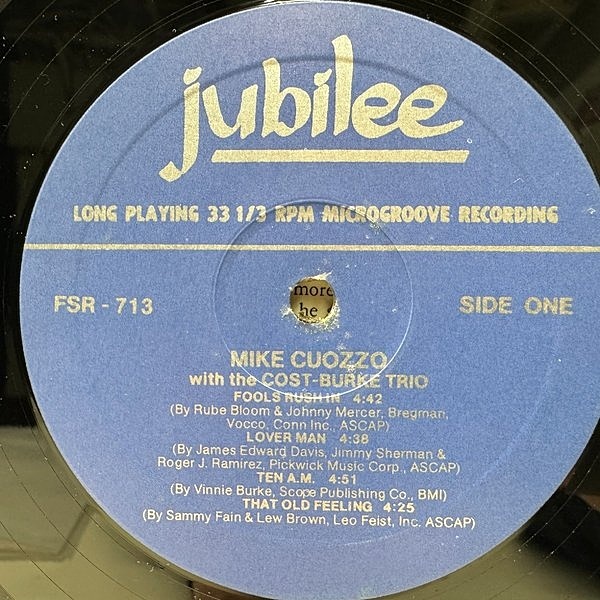 jubilee
LONG PLAYING 33 1/3 RPM MICROGROOVE RECORDING
more
he
FSR - 713
SIDE ONE
MIKE CUOZZO
with the COST-BURKE TRIO
FOOLS RUSH IN 4:42
(By Rube Bloom & Johnny Mercer, Bregman,
Vocco, Conn Inc., ASCAP)
LOVER MAN 4:38
(By James Edward Davis, Jimmy Sherman &
Roger J. Ramirez, Pickwick Music Corp., ASCAP)
TEN A.M. 4:51
(By Vinnie Burke, Scope Publishing Co., BMI)
THAT OLD FEELING 4:25
(By Sammy Fain & Lew Brown, Leo Feist, Inc. ASCAP)